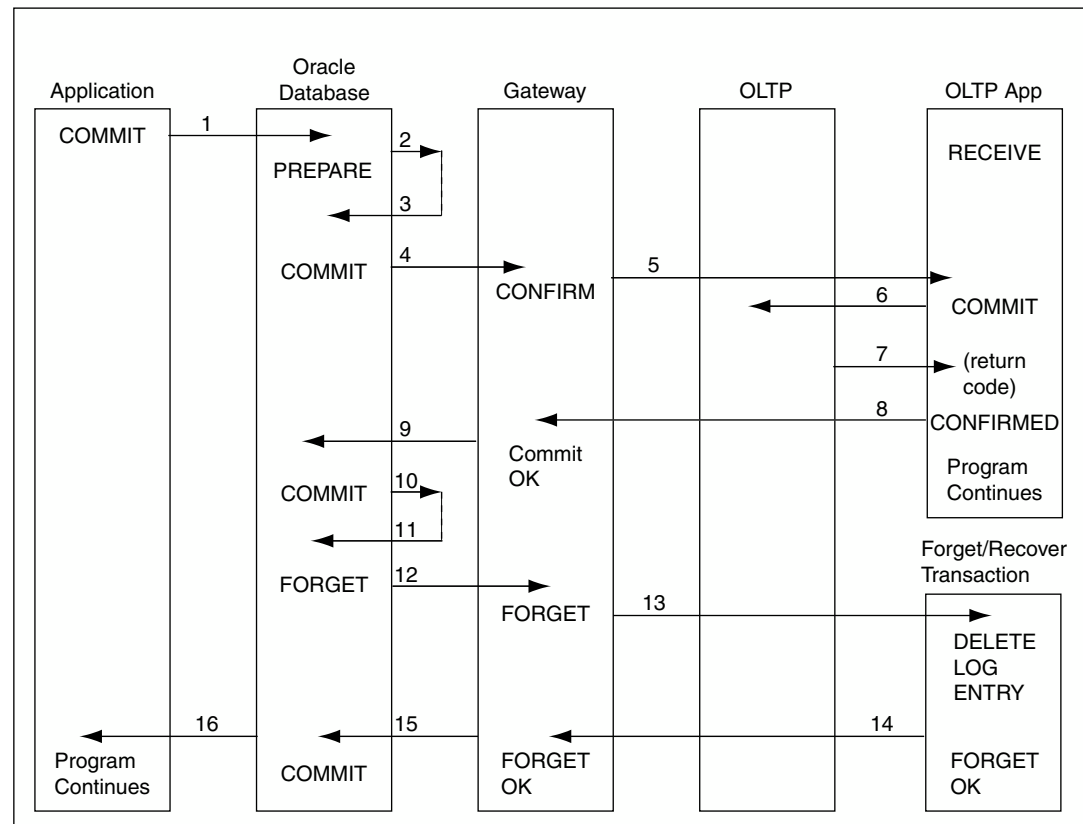 Application
Oracle
Database
Gateway
OLTP
OLTP App
COMMIT
1
2
RECEIVE
PREPARE
3
4
COMMIT
5
CONFIRM
6
COMMIT
7
(return
code)
8
CONFIRMED
9
Commit
OK
Program
Continues
10
COMMIT
11
Forget/Recover
Transaction
12
FORGET
13
FORGET
DELETE
LOG
ENTRY
16
15
14
Program
Continues
COMMIT
FORGET
OK
FORGET
OK